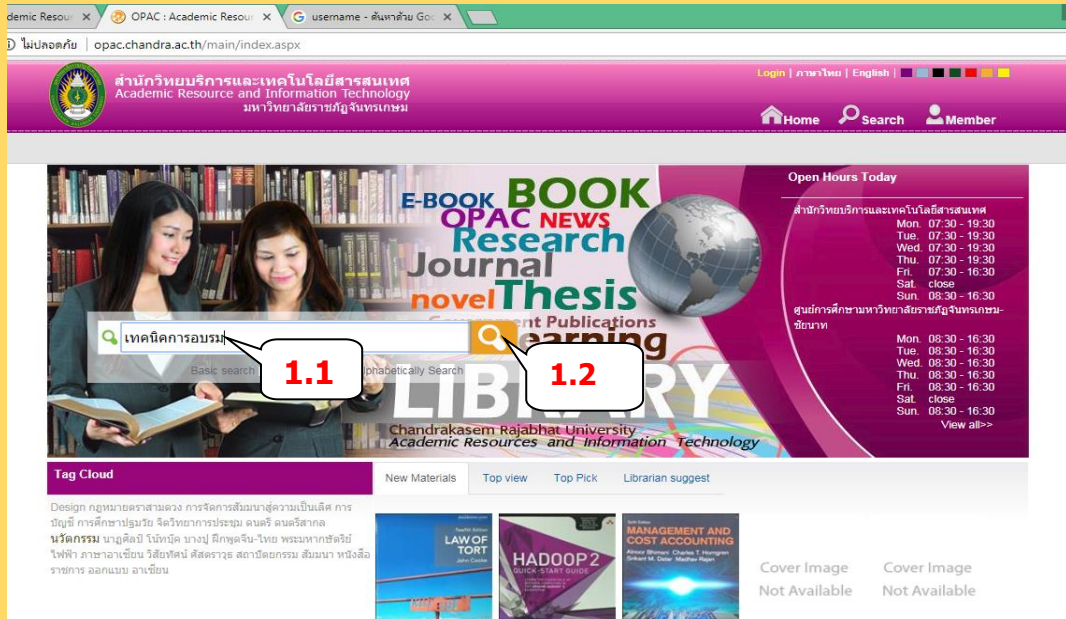 demic Resour
OPAC : Academic Resour
username - ค้นหาด้วย Goo
ไม่ปลอดภัย
opac.chandra.ac.th/main/index.aspx
สำนักวิทยบริการและเทคโนโลยีสารสนเทศ
Academic Resource and Information Technology
มหาวิทยาลัยราชภัฏจันทรเกษม
Login | ภาษาไทย | English |
Home
Search
Member
E-BOOK BOOK
OPAC NEWS
Research
Journal
novel Thesis
nt Publications
earning
LIBRARY
Chandrakasem Rajabhat University
Academic Resources and Information Technology
เทคนิคการอบรม
Basic search
phabetically Search
1.1
1.2
Open Hours Today
สำนักวิทยบริการและเทคโนโลยีสารสนเทศ
Mon. 07:30 - 19:30
Tue. 07:30 - 19:30
Wed. 07:30 - 19:30
Thu. 07:30 - 19:30
Fri. 07:30 - 16:30
Sat. close
Sun. 08:30 - 16:30
ศูนย์การศึกษามหาวิทยาลัยราชภัฏจันทรเกษม-
ชัยนาท
Mon. 08:30 - 16:30
Tue. 08:30 - 16:30
Wed. 08:30 - 16:30
Thu. 08:30 - 16:30
Fri. 08:30 - 16:30
Sat. close
Sun. 08:30 - 16:30
View all>>
Tag Cloud
Design กฎหมายตราสามดวง การจัดการสัมมนาสู่ความเป็นเลิศ การ
บัญชี การศึกษาปฐมวัย จิตวิทยาการประชุม ดนตรี ดนตรีสากล
นวัตกรรม นาฏศิลป์ โน้ทบุ๊ค บางปู ฝึกพูดจีน-ไทย พระมหากษัตริย์
ไฟฟ้า ภาษาอาเซียน วิสัยทัศน์ ศัสตราวุธ สถาปัตยกรรม สัมมนา หนังสือ
ราชการ ออกแบบ อาเซียน
New Materials
Top view
Top Pick
Librarian suggest
LAW OF
TORT
John Cooke
HADOOP 2
QUICK-START GUIDE
MANAGEMENT AND
COST ACCOUNTING
Alnoor Bhimani Charles T. Horngren
Srikant M. Datar Madhav Rajan
Cover Image
Not Available
Cover Image
Not Available